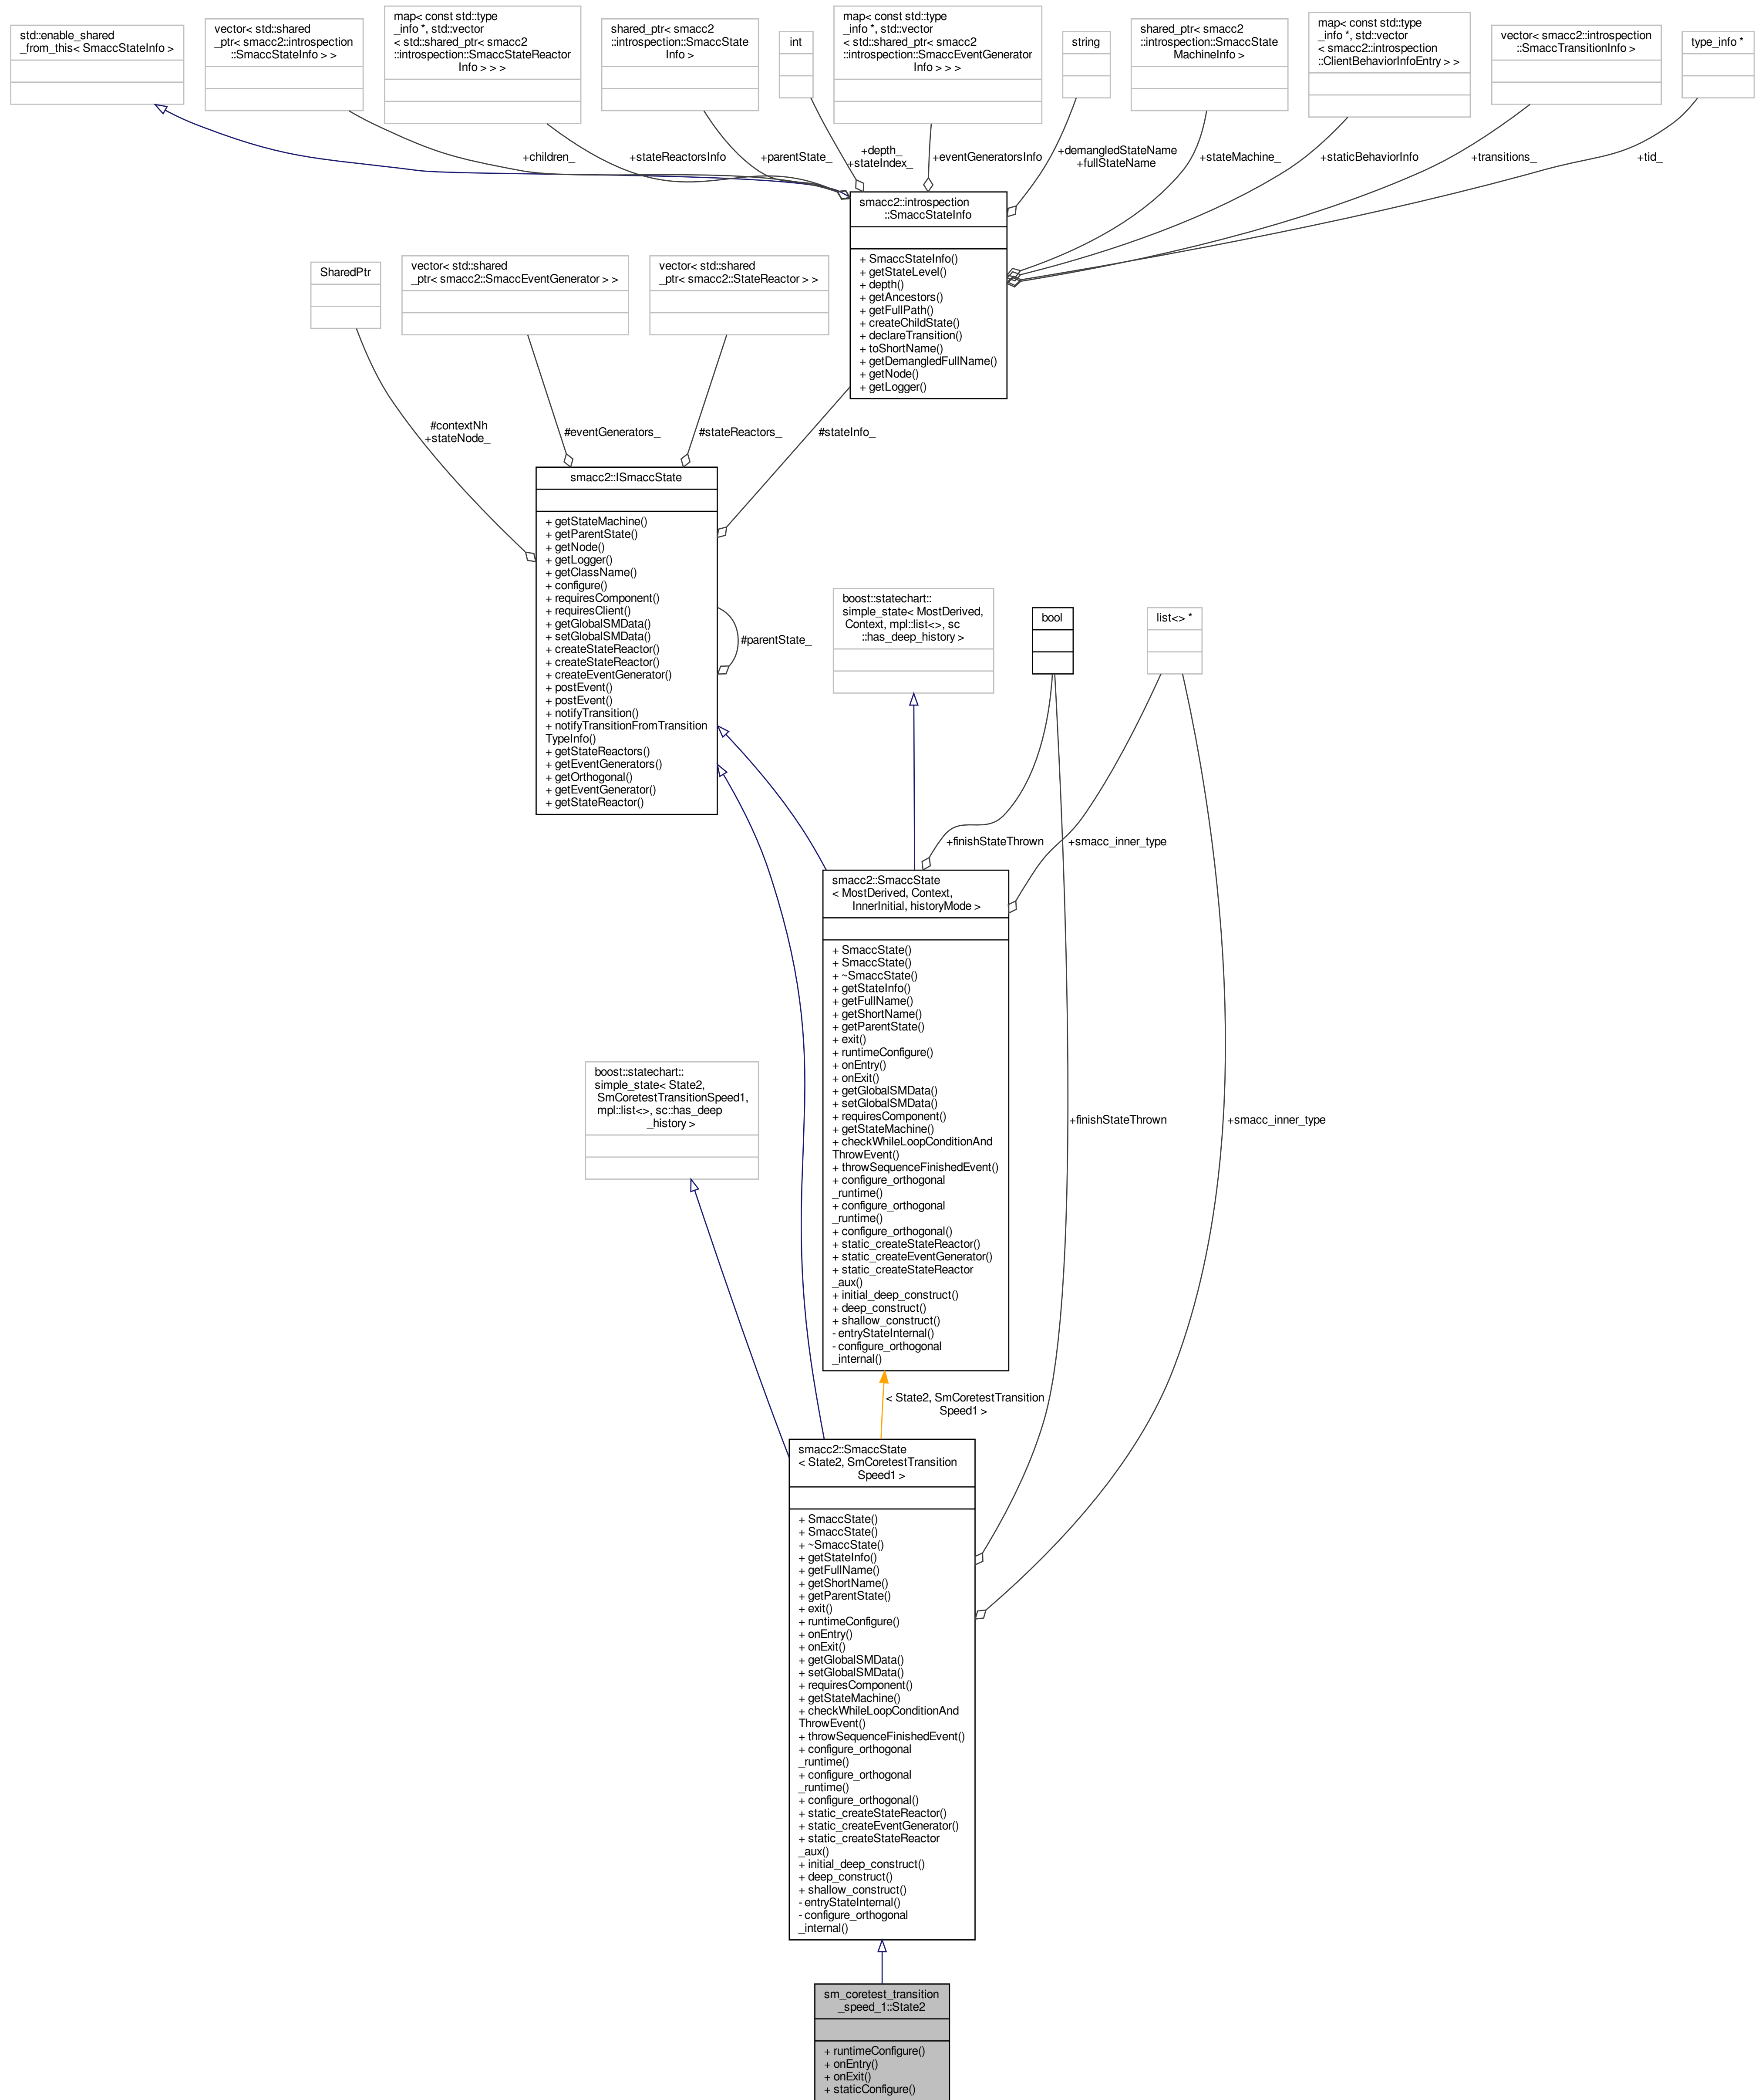 std::enable_shared
_from_this< SmaccStateInfo >
vector< std::shared
_ptr< smacc2::introspection
::SmaccStateInfo > >
map< const std::type
_info *, std::vector
< std::shared_ptr< smacc2
::introspection::SmaccStateReactor
Info > > >
shared_ptr< smacc2
::introspection::SmaccState
Info >
int
map< const std::type
_info *, std::vector
< std::shared_ptr< smacc2
::introspection::SmaccEventGenerator
Info > > >
string
shared_ptr< smacc2
::introspection::SmaccState
MachineInfo >
map< const std::type
_info *, std::vector
< smacc2::introspection
::ClientBehaviorInfoEntry > >
vector< smacc2::introspection
::SmaccTransitionInfo >
type_info *
+children_
+stateReactorsInfo
+parentState_
+depth_
+stateIndex_
+eventGeneratorsInfo
+demangledStateName
+fullStateName
+stateMachine_
+staticBehaviorInfo
+transitions_
+tid_
smacc2::introspection
::SmaccStateInfo
+ SmaccStateInfo()
+ getStateLevel()
+ depth()
+ getAncestors()
+ getFullPath()
+ createChildState()
+ declareTransition()
+ toShortName()
+ getDemangledFullName()
+ getNode()
+ getLogger()
SharedPtr
vector< std::shared
_ptr< smacc2::SmaccEventGenerator > >
vector< std::shared
_ptr< smacc2::StateReactor > >
#contextNh
+stateNode_
#eventGenerators_
#stateReactors_
#stateInfo_
smacc2::ISmaccState
+ getStateMachine()
+ getParentState()
+ getNode()
+ getLogger()
+ getClassName()
+ configure()
+ requiresComponent()
+ requiresClient()
+ getGlobalSMData()
+ setGlobalSMData()
+ createStateReactor()
+ createStateReactor()
+ createEventGenerator()
+ postEvent()
+ postEvent()
+ notifyTransition()
+ notifyTransitionFromTransition
TypeInfo()
+ getStateReactors()
+ getEventGenerators()
+ getOrthogonal()
+ getEventGenerator()
+ getStateReactor()
#parentState_
boost::statechart::
simple_state< MostDerived,
Context, mpl::list<>, sc
::has_deep_history >
bool
list<> *
+finishStateThrown
+smacc_inner_type
smacc2::SmaccState
< MostDerived, Context,
InnerInitial, historyMode >
+ SmaccState()
+ SmaccState()
+ ~SmaccState()
+ getStateInfo()
+ getFullName()
+ getShortName()
+ getParentState()
+ exit()
+ runtimeConfigure()
+ onEntry()
+ onExit()
+ getGlobalSMData()
+ setGlobalSMData()
+ requiresComponent()
+ getStateMachine()
+ checkWhileLoopConditionAnd
ThrowEvent()
+ throwSequenceFinishedEvent()
+ configure_orthogonal
_runtime()
+ configure_orthogonal
_runtime()
+ configure_orthogonal()
+ static_createStateReactor()
+ static_createEventGenerator()
+ static_createStateReactor
_aux()
+ initial_deep_construct()
+ deep_construct()
+ shallow_construct()
- entryStateInternal()
- configure_orthogonal
_internal()
boost::statechart::
simple_state< State2,
SmCoretestTransitionSpeed1,
mpl::list<>, sc::has_deep
_history >
+finishStateThrown
+smacc_inner_type
< State2, SmCoretestTransition
Speed1 >
smacc2::SmaccState
< State2, SmCoretestTransition
Speed1 >
+ SmaccState()
+ SmaccState()
+ ~SmaccState()
+ getStateInfo()
+ getFullName()
+ getShortName()
+ getParentState()
+ exit()
+ runtimeConfigure()
+ onEntry()
+ onExit()
+ getGlobalSMData()
+ setGlobalSMData()
+ requiresComponent()
+ getStateMachine()
+ checkWhileLoopConditionAnd
ThrowEvent()
+ throwSequenceFinishedEvent()
+ configure_orthogonal
_runtime()
+ configure_orthogonal
_runtime()
+ configure_orthogonal()
+ static_createStateReactor()
+ static_createEventGenerator()
+ static_createStateReactor
_aux()
+ initial_deep_construct()
+ deep_construct()
+ shallow_construct()
- entryStateInternal()
- configure_orthogonal
_internal()
sm_coretest_transition
_speed_1::State2
+ runtimeConfigure()
+ onEntry()
+ onExit()
+ staticConfigure()